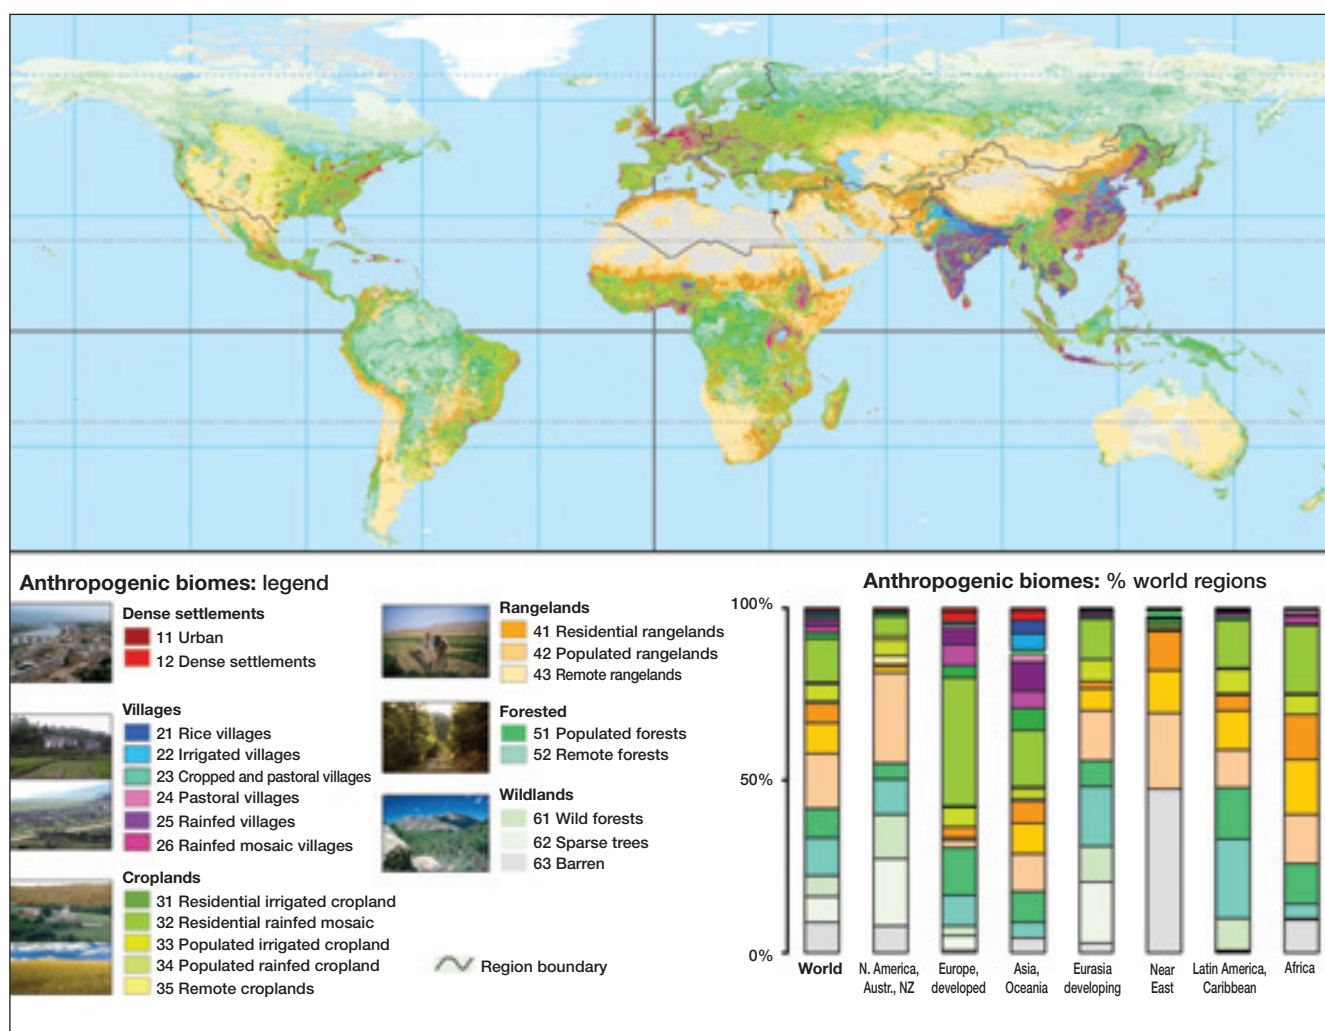 Anthropogenic biomes: legend
Dense settlements
11 Urban
12 Dense settlements
Villages
21 Rice villages
22 Irrigated villages
23 Cropped and pastoral villages
24 Pastoral villages
25 Rainfed villages
26 Rainfed mosaic villages
Croplands
31 Residential irrigated cropland
32 Residential rainfed mosaic
33 Populated irrigated cropland
34 Populated rainfed cropland
35 Remote croplands
Rangelands
41 Residential rangelands
42 Populated rangelands
43 Remote rangelands
Forested
51 Populated forests
52 Remote forests
Wildlands
61 Wild forests
62 Sparse trees
63 Barren
Region boundary
Anthropogenic biomes: % world regions
100%
50%
0%
World
N. America,
Austr., NZ
Europe,
developed
Asia,
Oceania
Eurasia
developing
Near
East
Latin America,
Caribbean
Africa